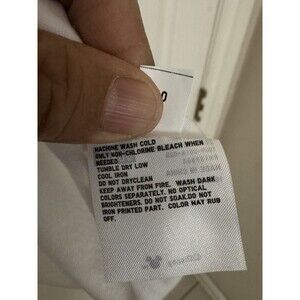 MACHINE WASH COLD
ONLY NON-CHLORINE BLEACH WHEN
NEEDED
TUMBLE DRY LOW
COOL IRON
DO NOT DRYCLEAN
KEEP AWAY FROM FIRE. WASH DARK
COLORS SEPARATELY. NO OPTICAL
BRIGHTENERS. DO NOT SOAK.DO NOT
IRON PRINTED PART. COLOR MAY RUB
OFF.